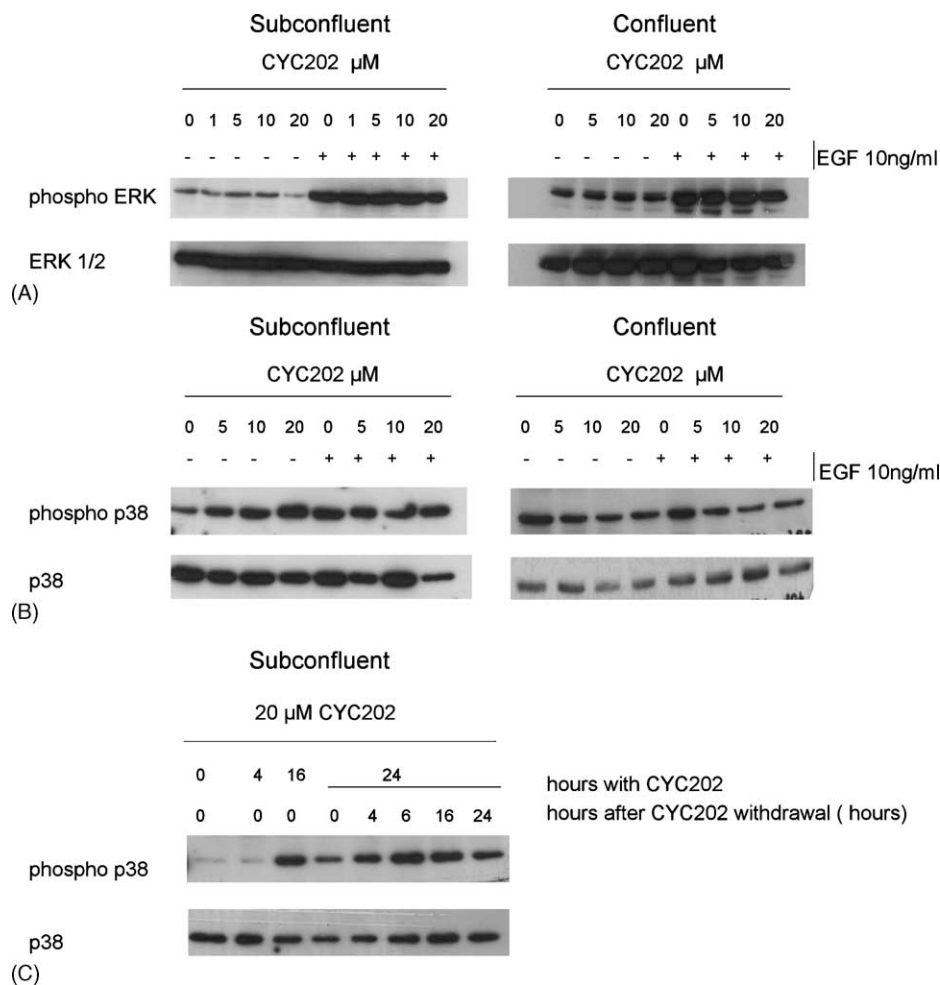 Subconfluent
Confluent
CYC202 µM
CYC202 µM
0 1 5 10 20 0 1 5 10 20
0 5 10 20 0 5 10 20
- - - - - + + + + +
- - - - + + + +
EGF 10ng/ml
phospho ERK
ERK 1/2
(A)
Subconfluent
Confluent
CYC202 µM
CYC202 µM
0 5 10 20 0 5 10 20
0 5 10 20 0 5 10 20
- - - - + + + +
- - - - + + + +
EGF 10ng/ml
phospho p38
p38
(B)
Subconfluent
20 µM CYC202
0 4 16 24
hours with CYC202
0 0 0 0 4 6 16 24
hours after CYC202 withdrawal ( hours)
phospho p38
p38
(C)